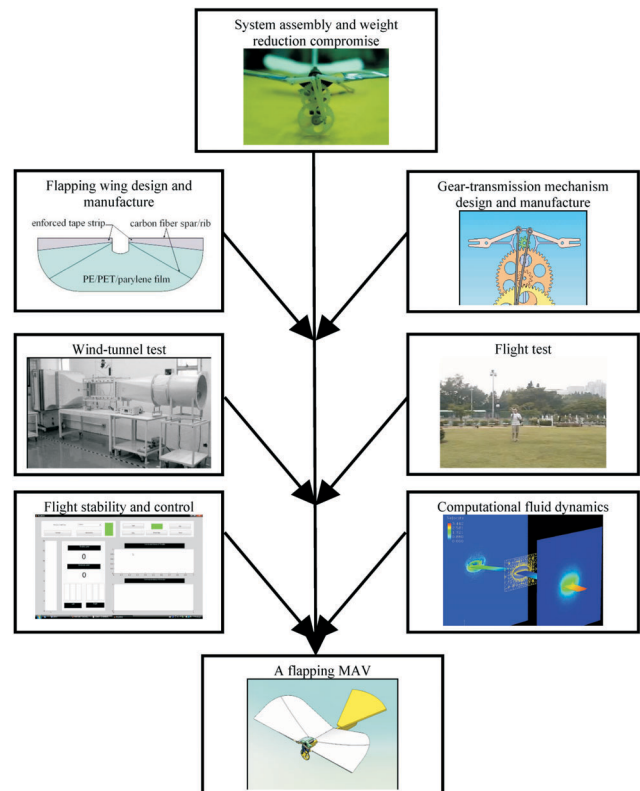 System assembly and weight
reduction compromise
Flapping wing design and
manufacture
enforced tape strip
carbon fiber spar/rib
PE/PET/parylene film
Gear-transmission mechanism
design and manufacture
Wind-tunnel test
Flight test
Flight stability and control
0
0
Computational fluid dynamics
A flapping MAV